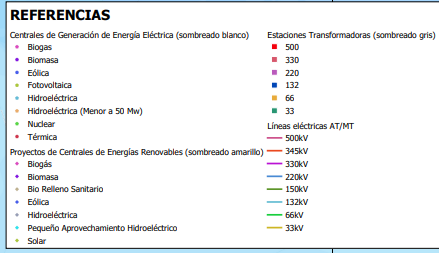 REFERENCIAS
Centrales de Generación de Energía Eléctrica (sombreado blanco)
Biogas
Biomasa
Eólica
Fotovoltaica
Hidroeléctrica
Hidroeléctrica (Menor a 50 Mw)
Nuclear
Térmica
Proyectos de Centrales de Energías Renovables (sombreado amarillo)
Biogás
Biomasa
Bio Relleno Sanitario
Eólica
Hidroeléctrica
Pequeño Aprovechamiento Hidroeléctrico
Solar
Estaciones Transformadoras (sombreado gris)
500
330
220
132
66
33
Líneas eléctricas AT/MT
500kV
345kV
330kV
220kV
150kV
132kV
66kV
33kV